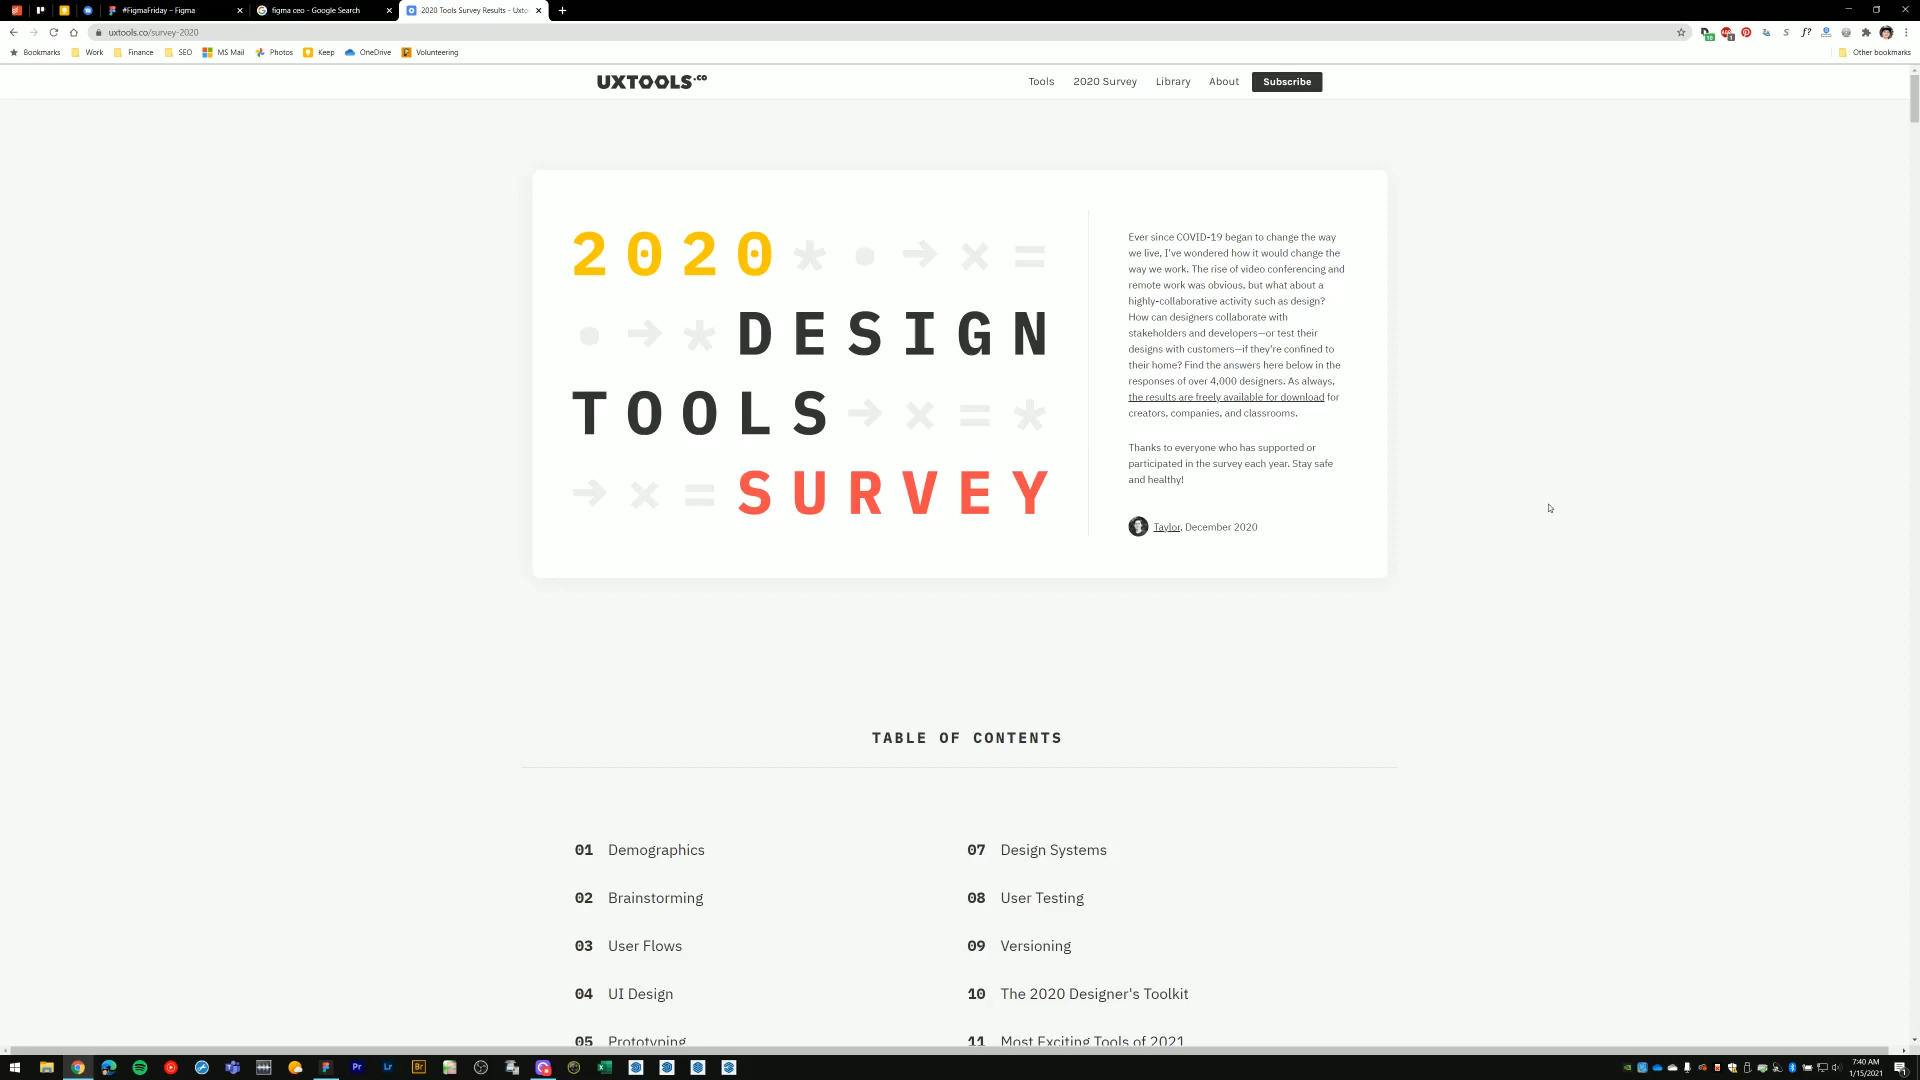 #FigmaFriday – Figma
figma ceo - Google Search
2020 Tools Survey Results - Uxto
uxtools.co/survey-2020
Bookmarks
Work
Finance
SEO
MS Mail
Photos
Keep
OneDrive
Volunteering
Other bookmarks
UXTOOLS.co
Tools
2020 Survey
Library
About
Subscribe
2020 * • → × =
• → * DESIGN
TOOLS → × = *
→ × = SURVEY
Ever since COVID-19 began to change the way
we live, I've wondered how it would change the
way we work. The rise of video conferencing and
remote work was obvious, but what about a
highly-collaborative activity such as design?
How can designers collaborate with
stakeholders and developers—or test their
designs with customers—if they're confined to
their home? Find the answers here below in the
responses of over 4,000 designers. As always,
the results are freely available for download for
creators, companies, and classrooms.
Thanks to everyone who has supported or
participated in the survey each year. Stay safe
and healthy!
Taylor, December 2020
TABLE OF CONTENTS
01 Demographics
02 Brainstorming
03 User Flows
04 UI Design
05 Prototyping
07 Design Systems
08 User Testing
09 Versioning
10 The 2020 Designer's Toolkit
11 Most Exciting Tools of 2021
Pr
Lr
Br
7:40 AM
1/15/2021